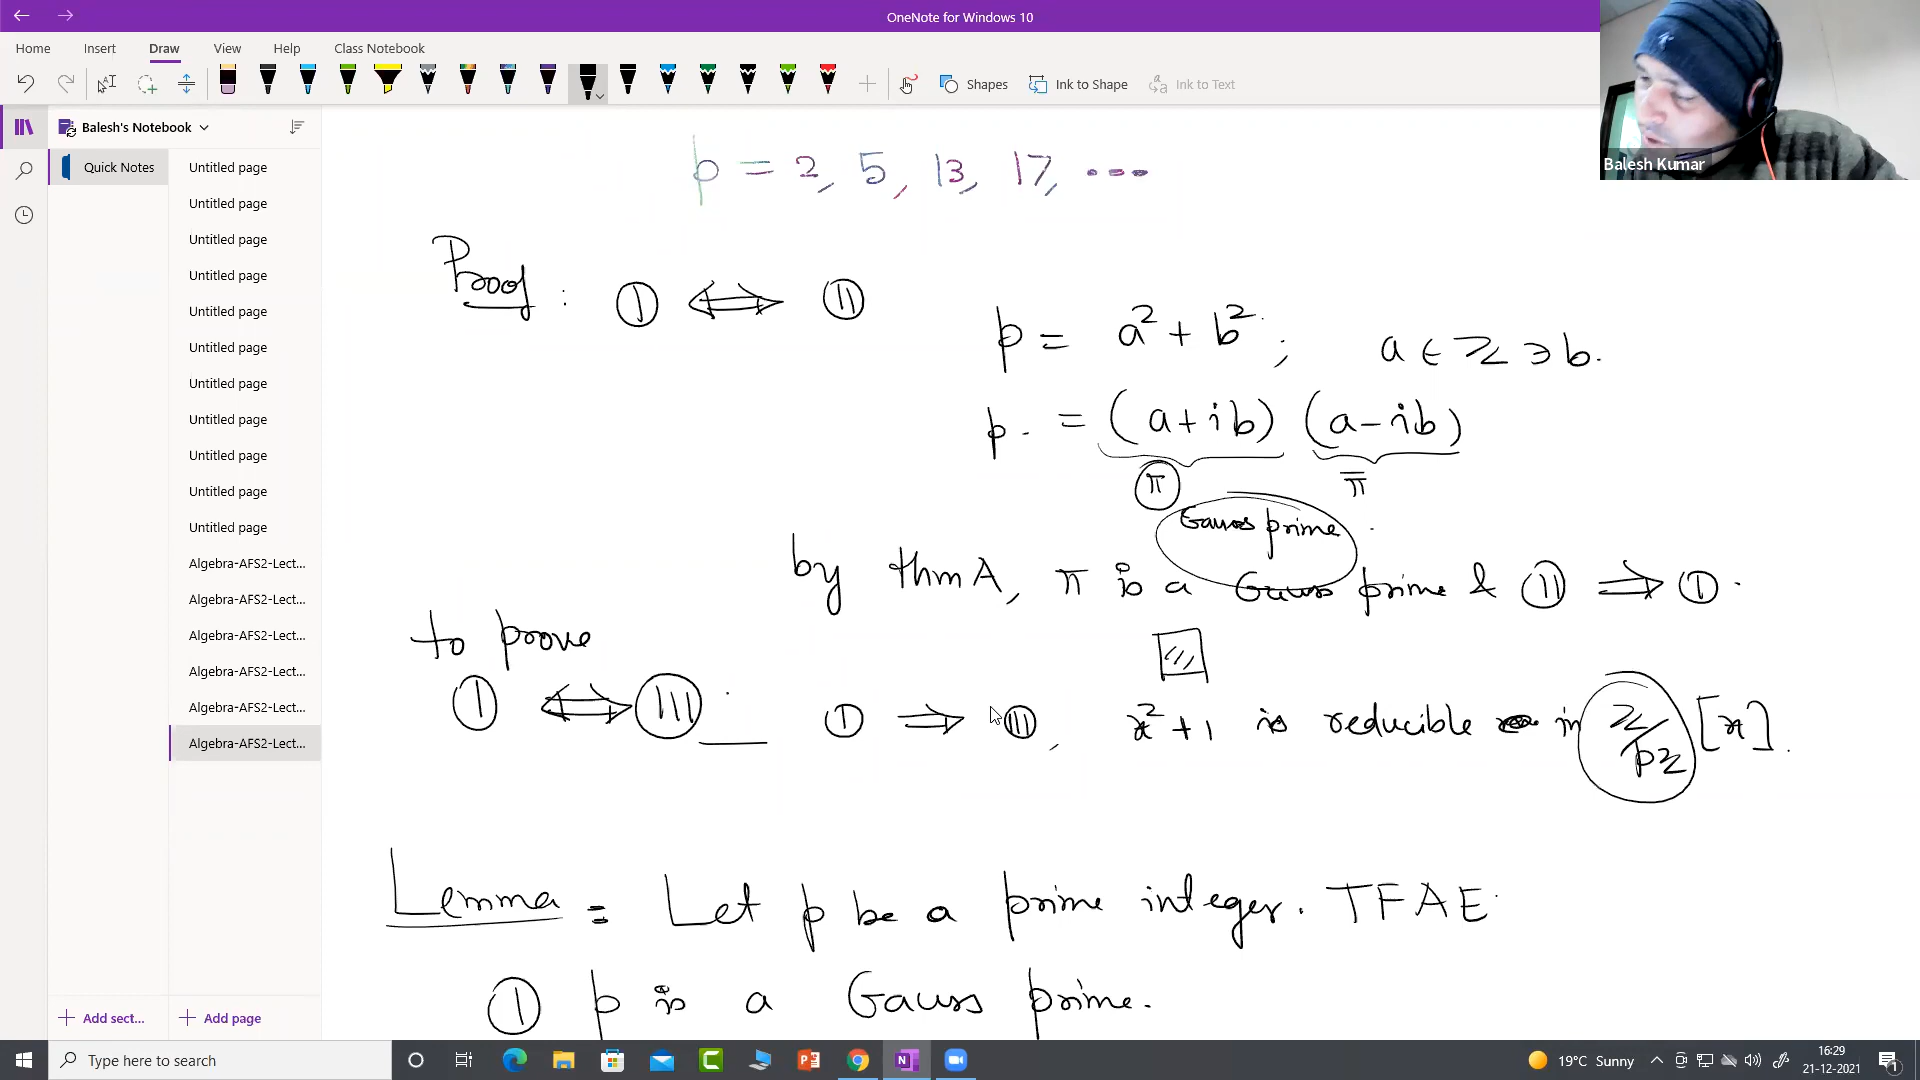 OneNote for Windows 10
Home Insert Draw View Help Class Notebook
Shapes Ink to Shape Ink to Text
Balesh Kumar
Balesh's Notebook
Quick Notes
Untitled page
Untitled page
Untitled page
Untitled page
Untitled page
Untitled page
Untitled page
Untitled page
Untitled page
Untitled page
Untitled page
Algebra-AFS2-Lect...
Algebra-AFS2-Lect...
Algebra-AFS2-Lect...
Algebra-AFS2-Lect...
Algebra-AFS2-Lect...
Algebra-AFS2-Lect...
Add sect...
Add page
p = 2, 5, 13, 17, ...
Proof : I ⟺ II
p = a² + b² ; a ∈ ℤ ∋ b.
p. = (a+ib) (a-ib)
π π̄
Gauss prime.
by thm A, π is a Gauss prime & II ⟹ I.
to prove
I ⟺ III. I ⟹ III, x²+1 is reducible in ℤ/pℤ [x].
Lemma = Let p be a prime integer. TFAE.
I p is a Gauss prime.
Type here to search
19°C Sunny
16:29
21-12-2021
1